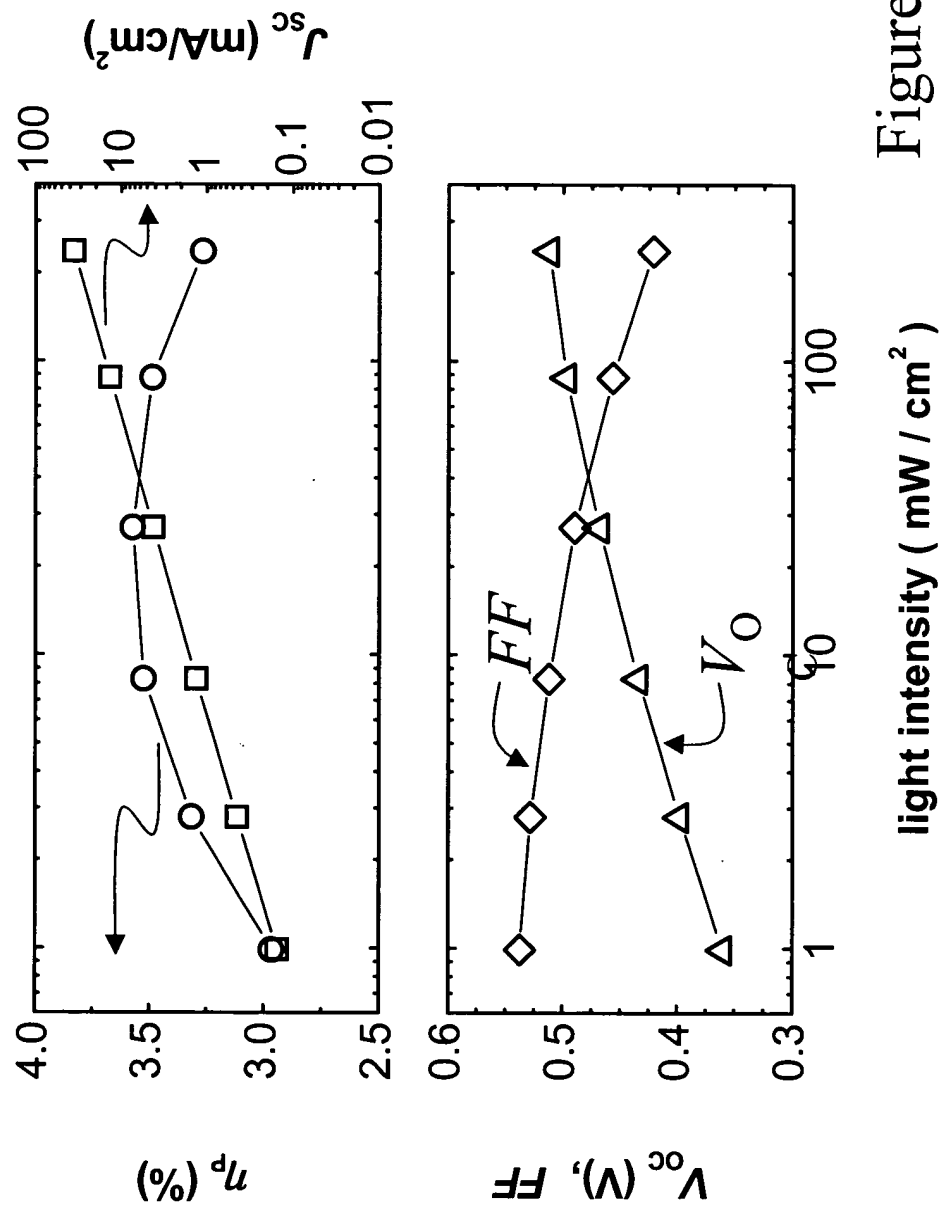 η_p (%)
4.0
3.5
3.0
2.5
J_SC (mA/cm²)
100
10
1
0.1
0.01
V_OC (V), FF
0.6
0.5
0.4
0.3
FF
V_O
C
1
10
100
light intensity ( mW / cm² )
Figure